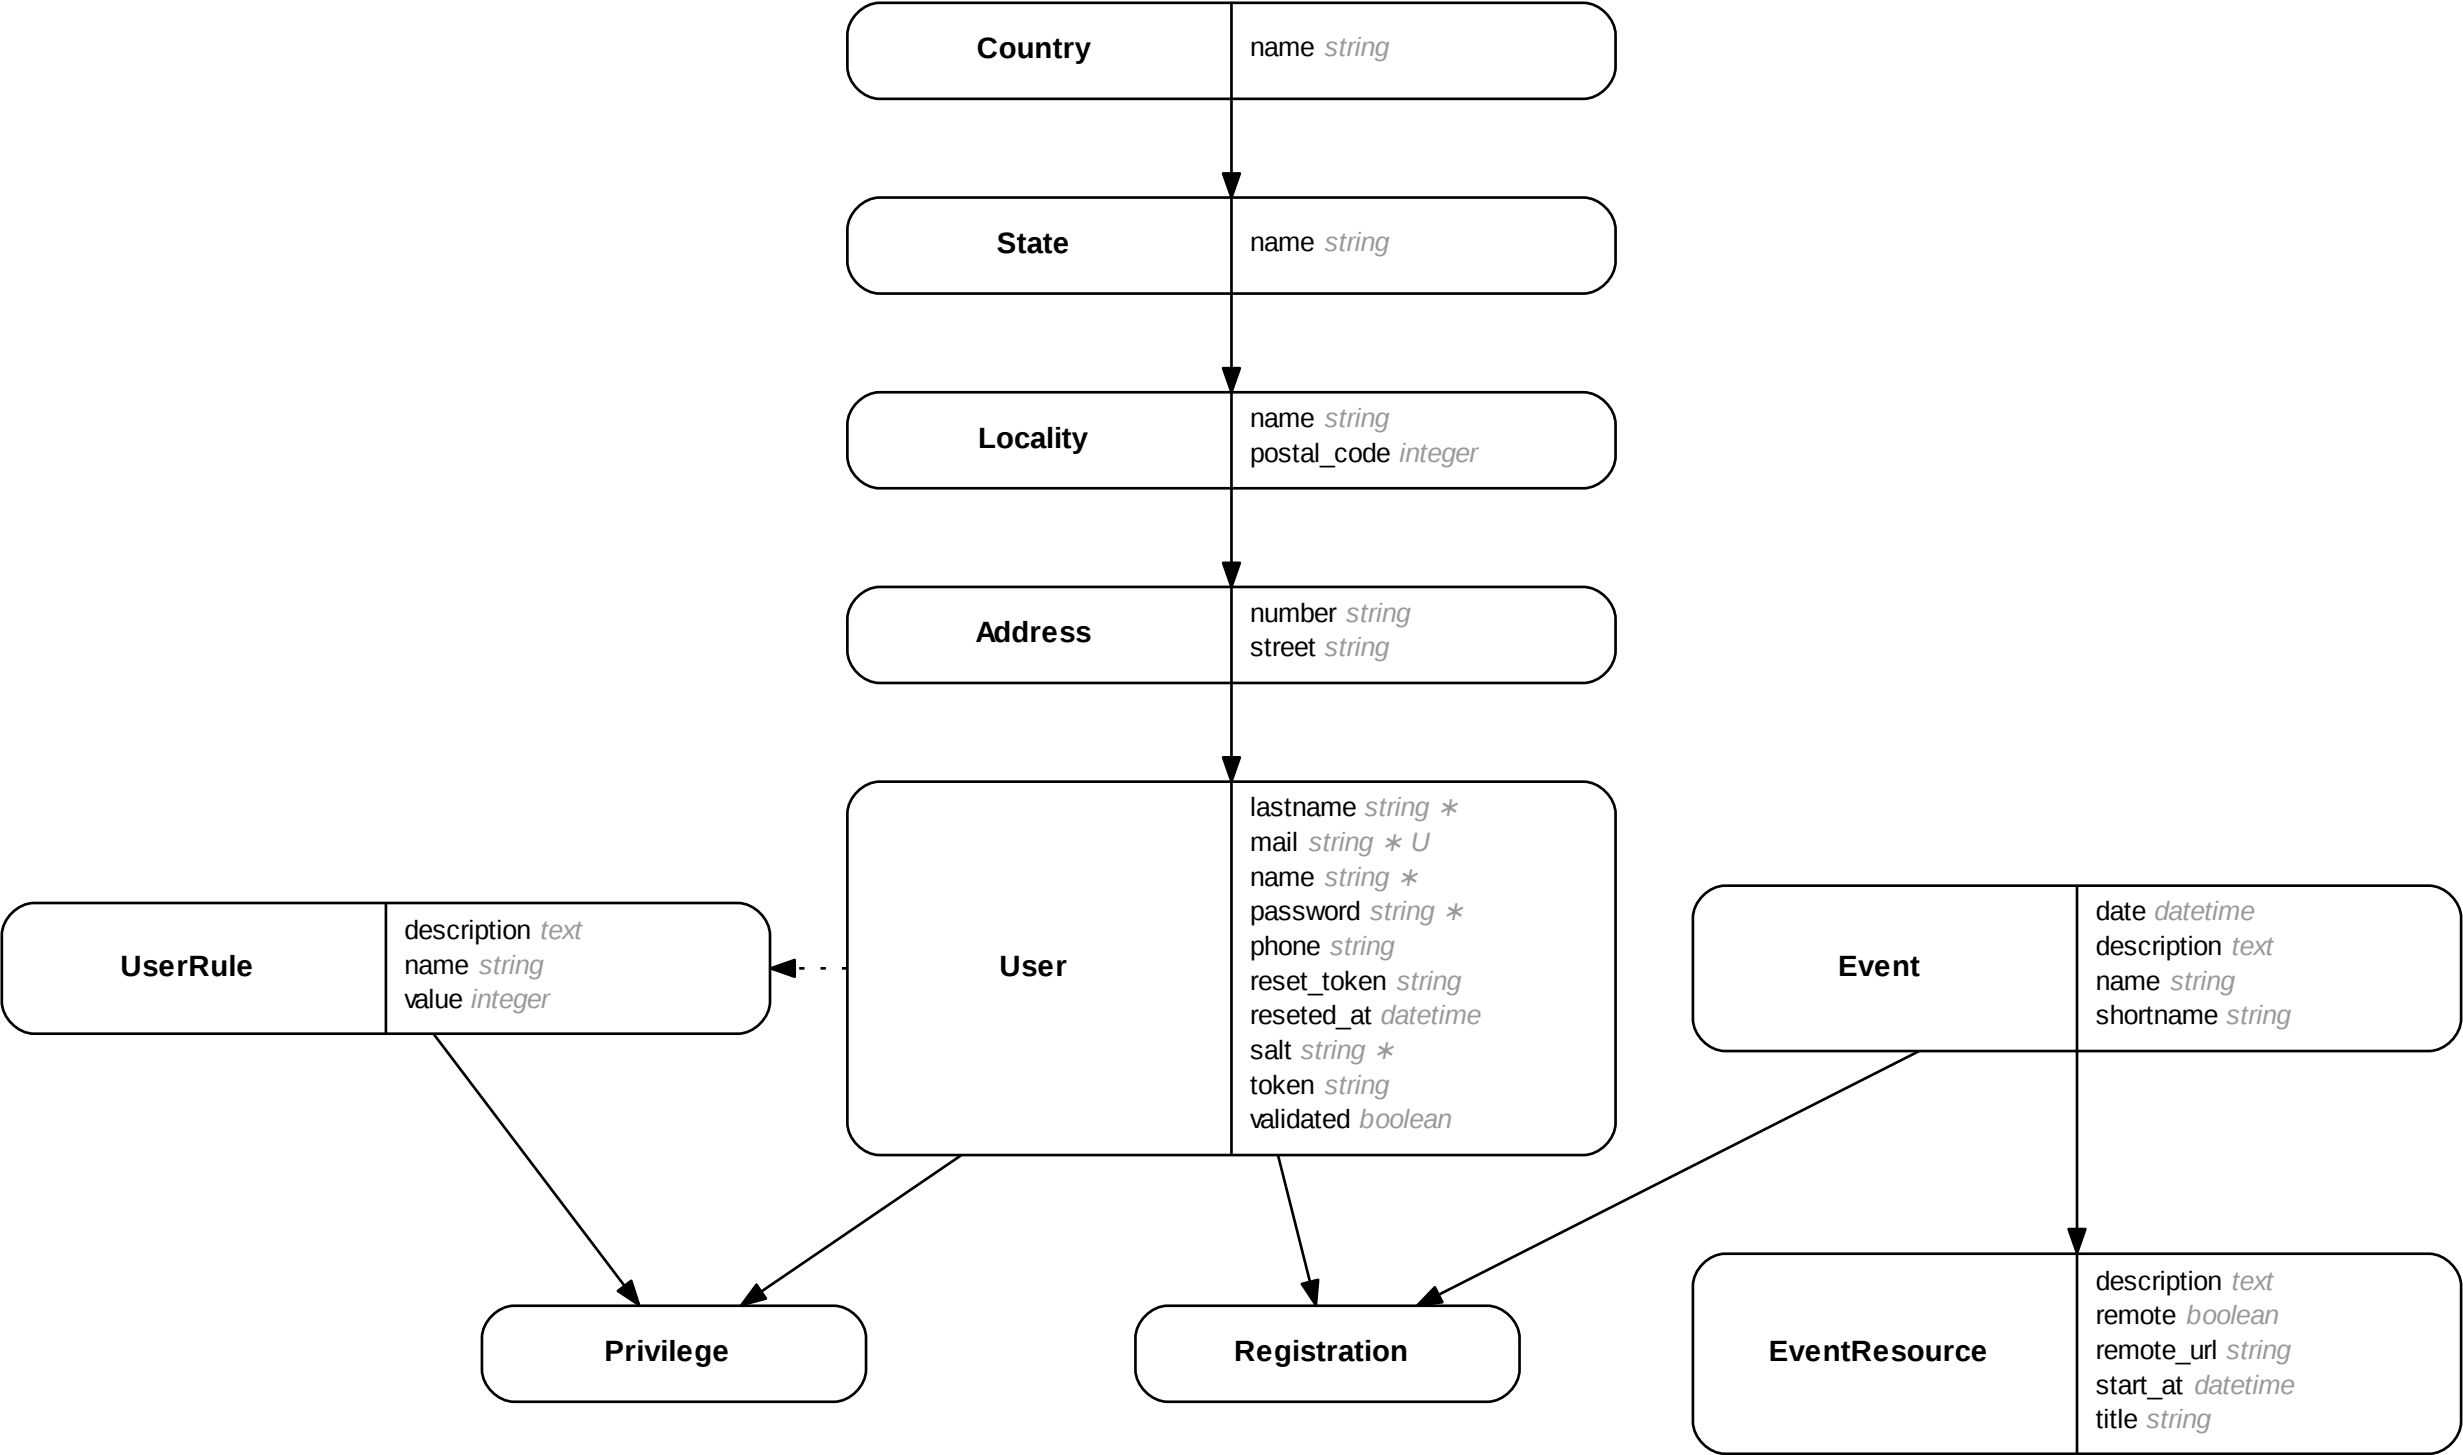 Country
name string
State
name string
Locality
name string
postal_code integer
Address
number string
street string
User
lastname string ∗
mail string ∗ U
name string ∗
password string ∗
phone string
reset_token string
reseted_at datetime
salt string ∗
token string
validated boolean
UserRule
description text
name string
value integer
Event
date datetime
description text
name string
shortname string
Privilege
Registration
EventResource
description text
remote boolean
remote_url string
start_at datetime
title string